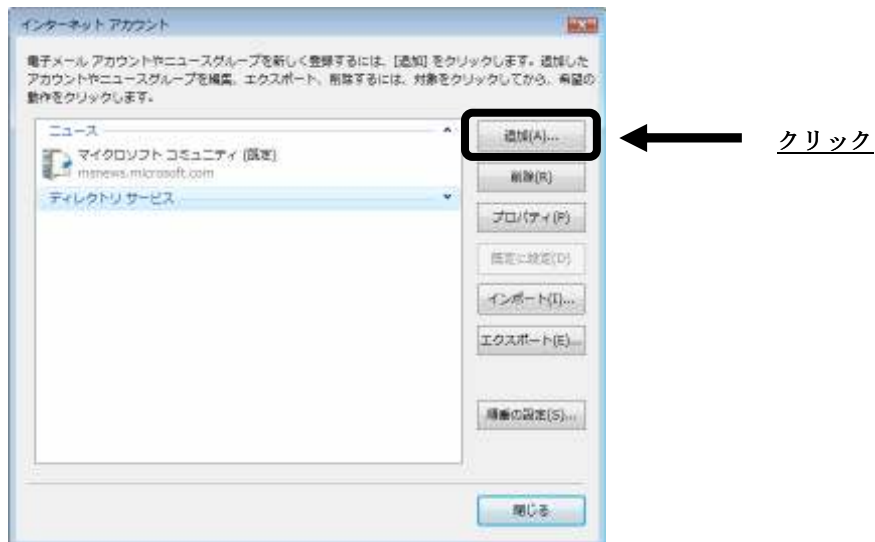 インターネット アカウント
電子メール アカウントやニュースグループを新しく登録するには、[追加] をクリックします。追加した
アカウントやニュースグループを編集、エクスポート、削除するには、対象をクリックしてから、希望の
動作をクリックします。
ニュース
マイクロソフト コミュニティ (既定)
msnews.microsoft.com
ディレクトリ サービス
追加(A)...
クリック
削除(R)
プロパティ(P)
既定に設定(D)
インポート(I)...
エクスポート(E)...
順番の設定(S)...
閉じる